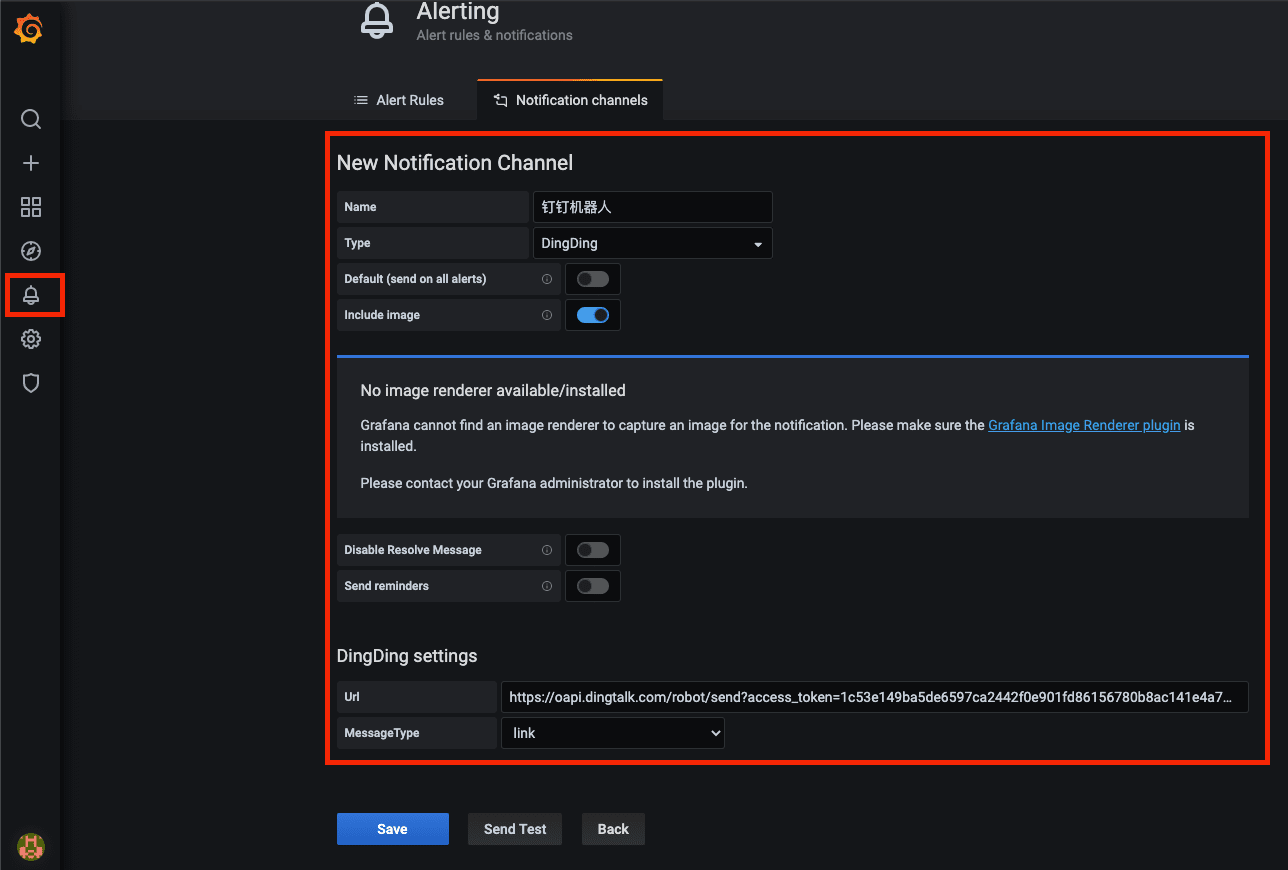 Alerting
Alert rules & notifications
Alert Rules
Notification channels
New Notification Channel
Name
钉钉机器人
Type
DingDing
Default (send on all alerts)
Include image
No image renderer available/installed
Grafana cannot find an image renderer to capture an image for the notification. Please make sure the Grafana Image Renderer plugin is
installed.
Please contact your Grafana administrator to install the plugin.
Disable Resolve Message
Send reminders
DingDing settings
Url
https://oapi.dingtalk.com/robot/send?access_token=1c53e149ba5de6597ca2442f0e901fd86156780b8ac141e4a7...
MessageType
link
Save
Send Test
Back